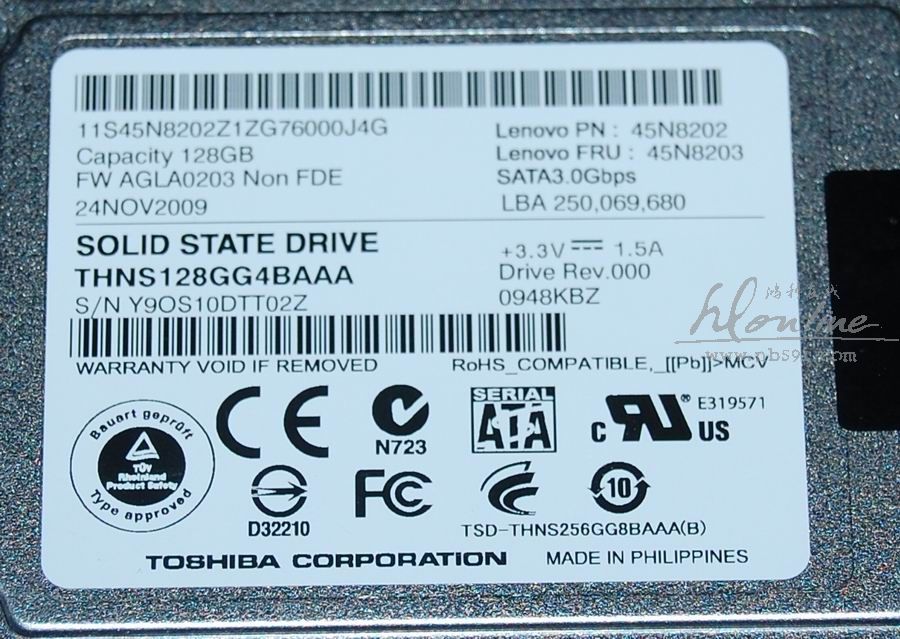 11S45N8202Z1ZG76000J4G
Capacity 128GB
FW AGLA0203 Non FDE
24NOV2009
Lenovo PN : 45N8202
Lenovo FRU : 45N8203
SATA3.0Gbps
LBA 250,069,680
SOLID STATE DRIVE
THNS128GG4BAAA
S/N Y9OS10DTT02Z
+3.3V 1.5A
Drive Rev.000
0948KBZ
WARRANTY VOID IF REMOVED
RoHS_COMPATIBLE,_[[Pb]]>MCV
hlonline
Bauart geprüft
TÜV
Rheinland
Product Safety
Type approved
CE
N723
SERIAL
ATA
c RU US
® E319571
D32210
FC
10
TSD-THNS256GG8BAAA(B)
TOSHIBA CORPORATION
MADE IN PHILIPPINES